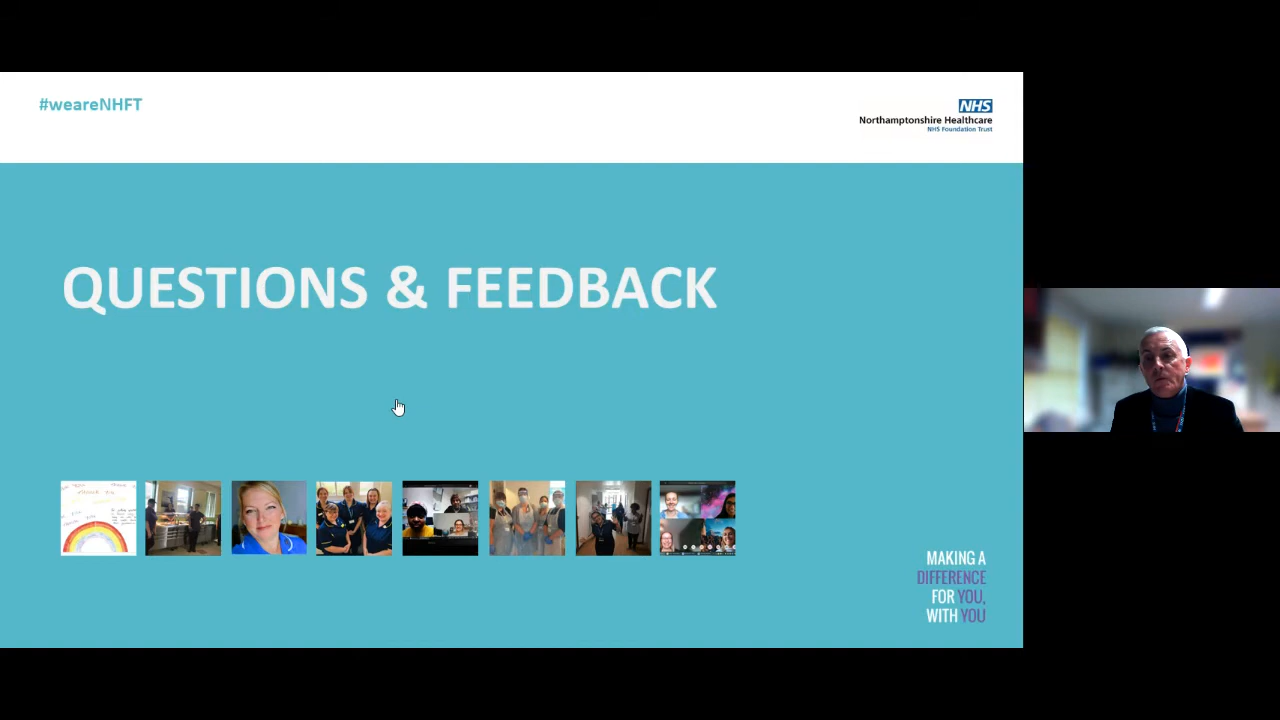 #weareNHFT
NHS
Northamptonshire Healthcare
NHS Foundation Trust
QUESTIONS & FEEDBACK
MAKING A
DIFFERENCE
FOR YOU,
WITH YOU